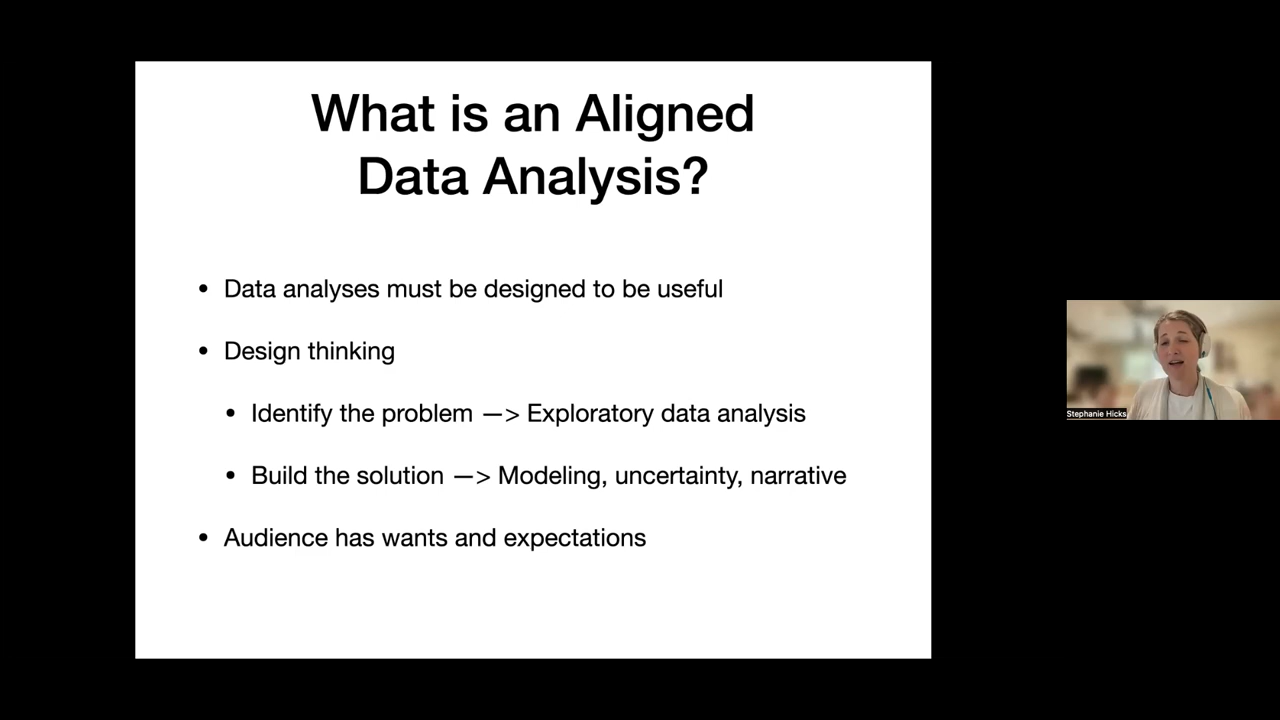 What is an Aligned
Data Analysis?
• Data analyses must be designed to be useful
• Design thinking
• Identify the problem —> Exploratory data analysis
• Build the solution —> Modeling, uncertainty, narrative
• Audience has wants and expectations
Stephanie Hicks